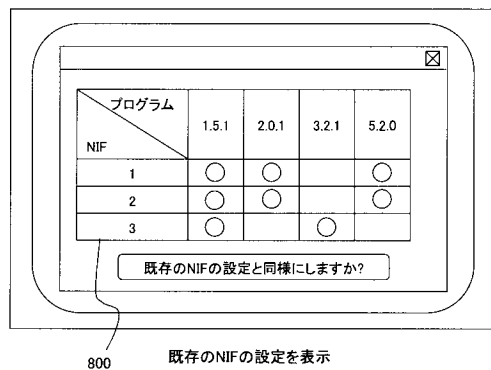 プログラム
NIF
1.5.1 2.0.1 3.2.1 5.2.0
1 ○ ○ ○
2 ○ ○ ○
3 ○ ○
既存のNIFの設定と同様にしますか?
800
既存のNIFの設定を表示